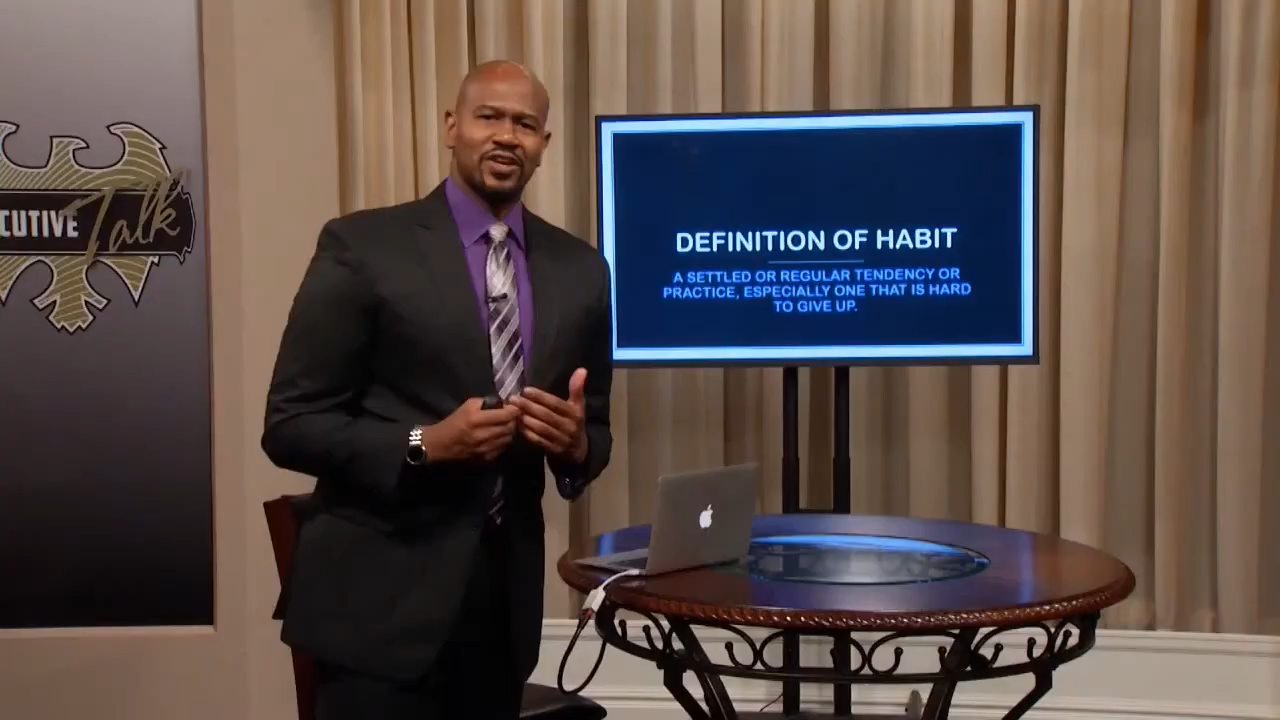 CUTIVE
Talk
DEFINITION OF HABIT
A SETTLED OR REGULAR TENDENCY OR
PRACTICE, ESPECIALLY ONE THAT IS HARD
TO GIVE UP.